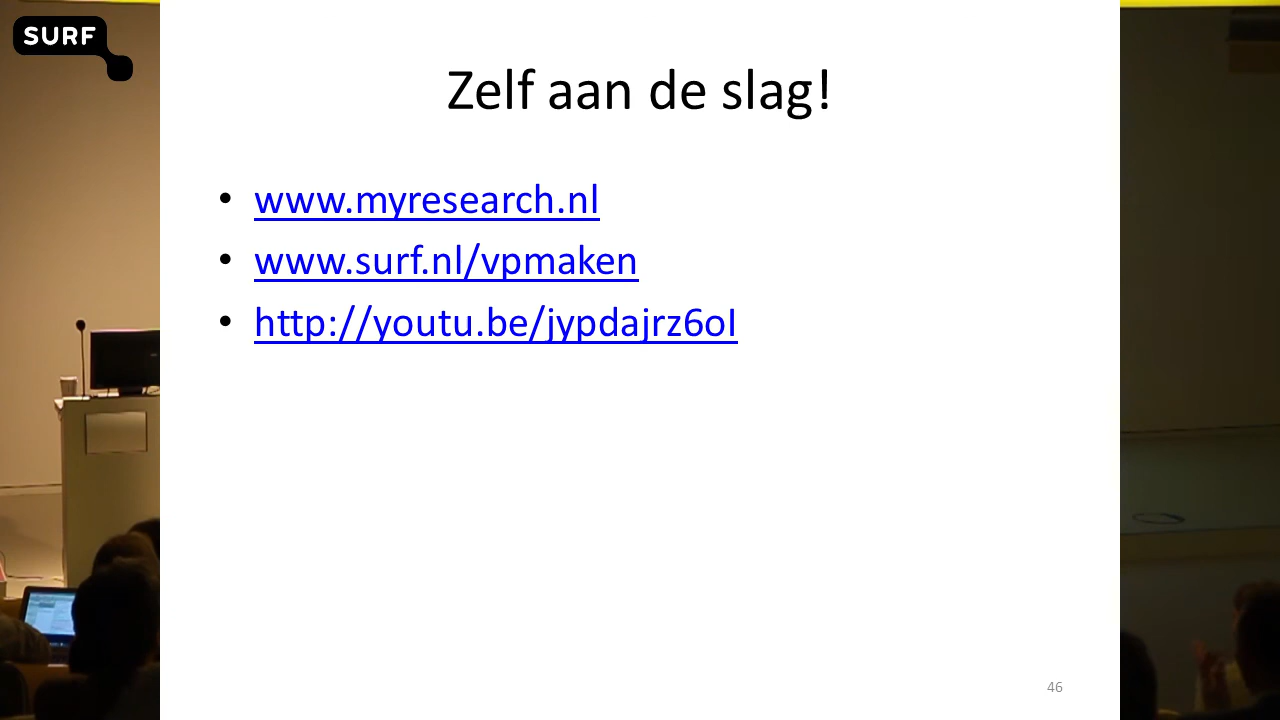 SURF
Zelf aan de slag!
• www.myresearch.nl
• www.surf.nl/vpmaken
• http://youtu.be/jypdajrz6oI
46